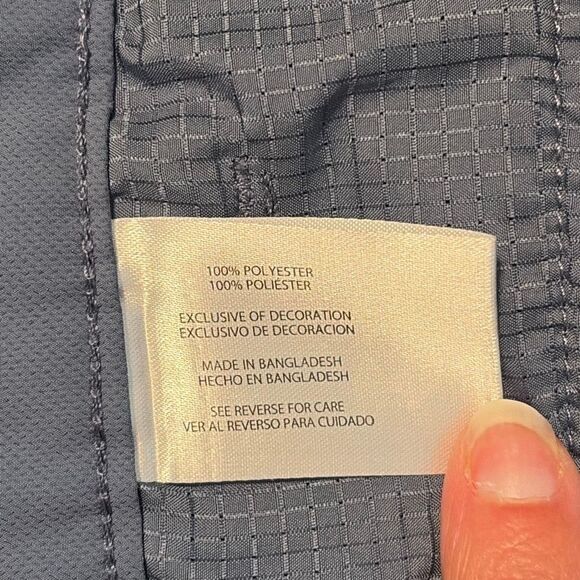 100% POLYESTER
100% POLIÉSTER
EXCLUSIVE OF DECORATION
EXCLUSIVO DE DECORACION
MADE IN BANGLADESH
HECHO EN BANGLADESH
SEE REVERSE FOR CARE
VER AL REVERSO PARA CUIDADO